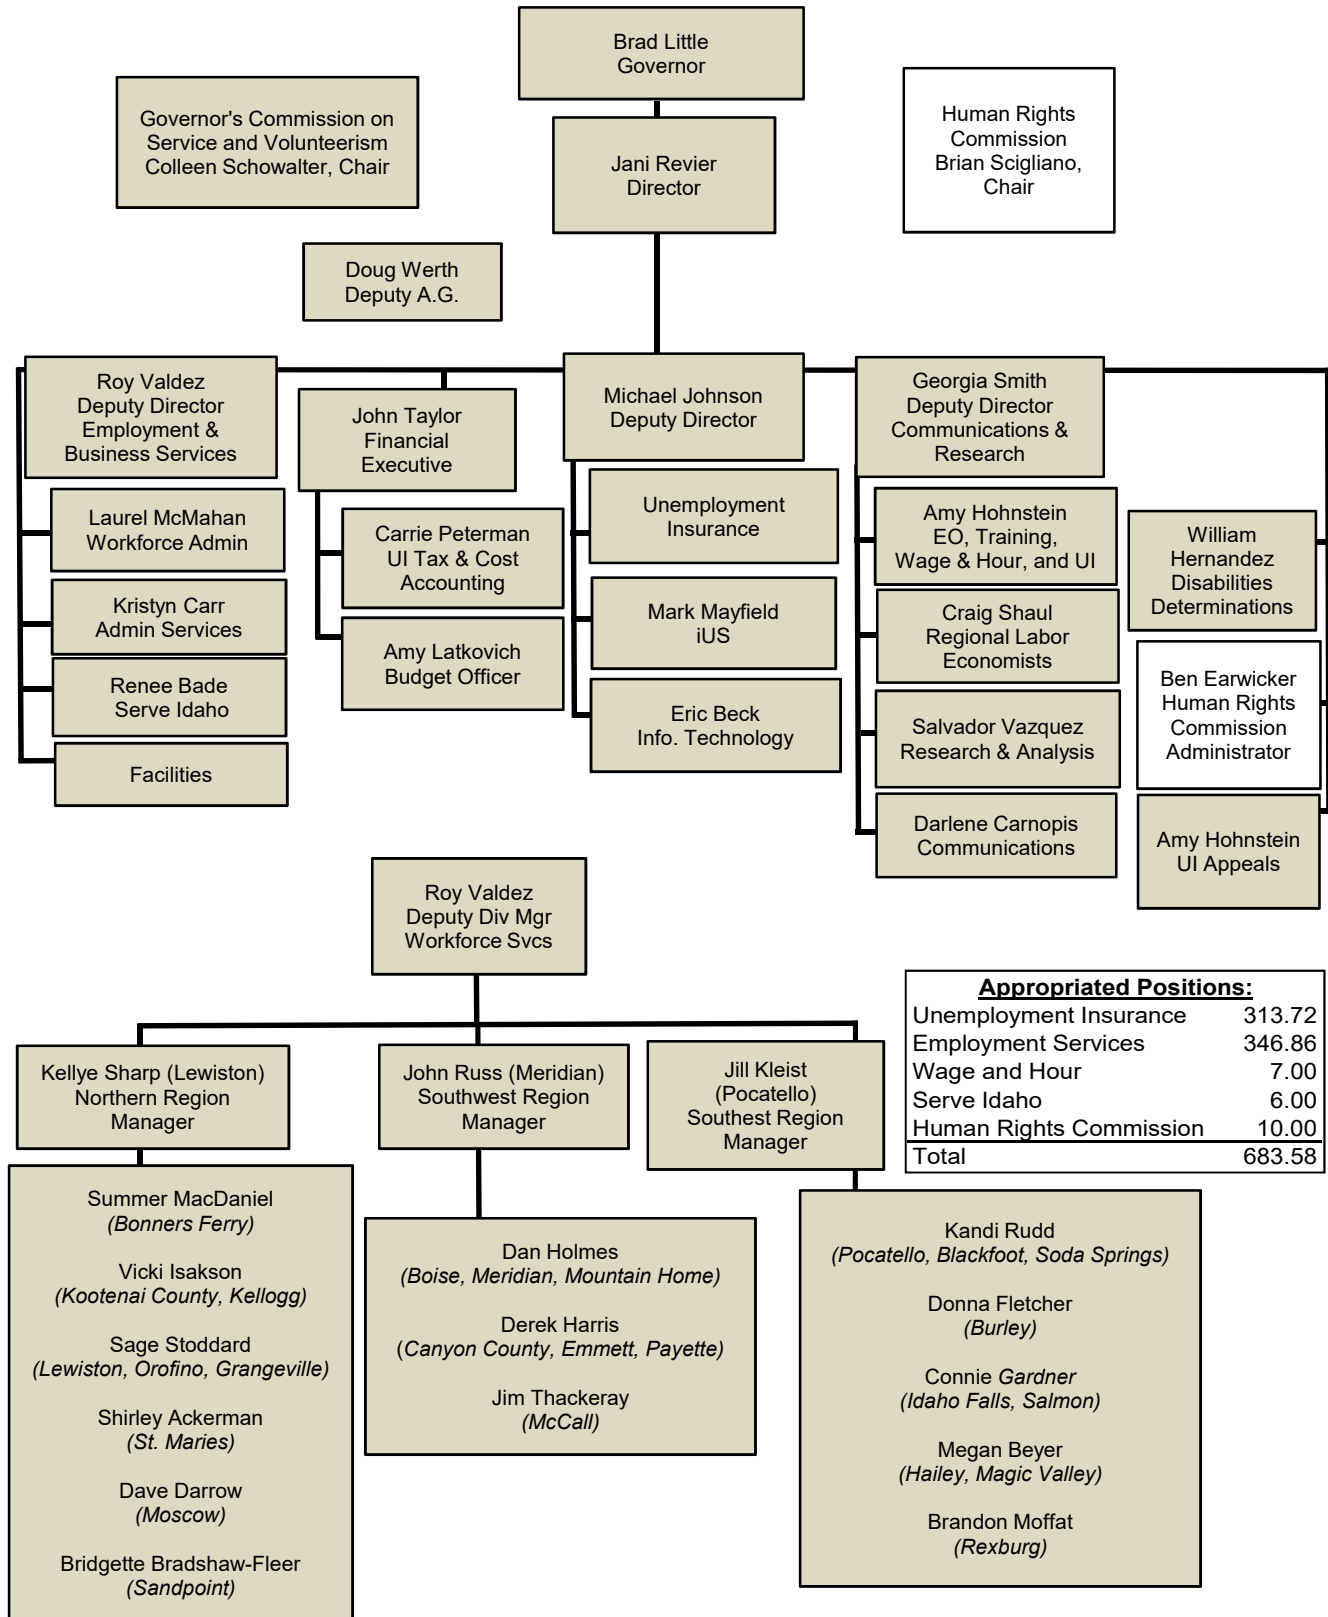 Brad Little
Governor
Governor's Commission on
Service and Volunteerism
Colleen Schowalter, Chair
Jani Revier
Director
Human Rights
Commission
Brian Scigliano,
Chair
Doug Werth
Deputy A.G.
Roy Valdez
Deputy Director
Employment &
Business Services
John Taylor
Financial
Executive
Michael Johnson
Deputy Director
Georgia Smith
Deputy Director
Communications &
Research
Laurel McMahan
Workforce Admin
Kristyn Carr
Admin Services
Renee Bade
Serve Idaho
Facilities
Carrie Peterman
UI Tax & Cost
Accounting
Amy Latkovich
Budget Officer
Unemployment
Insurance
Mark Mayfield
iUS
Eric Beck
Info. Technology
Amy Hohnstein
EO, Training,
Wage & Hour, and UI
Craig Shaul
Regional Labor
Economists
Salvador Vazquez
Research & Analysis
Darlene Carnopis
Communications
William
Hernandez
Disabilities
Determinations
Ben Earwicker
Human Rights
Commission
Administrator
Amy Hohnstein
UI Appeals
Roy Valdez
Deputy Div Mgr
Workforce Svcs
Appropriated Positions:
Unemployment Insurance 313.72
Employment Services 346.86
Wage and Hour 7.00
Serve Idaho 6.00
Human Rights Commission 10.00
Total 683.58
Kellye Sharp (Lewiston)
Northern Region
Manager
John Russ (Meridian)
Southwest Region
Manager
Jill Kleist
(Pocatello)
Southest Region
Manager
Summer MacDaniel
(Bonners Ferry)
Vicki Isakson
(Kootenai County, Kellogg)
Sage Stoddard
(Lewiston, Orofino, Grangeville)
Shirley Ackerman
(St. Maries)
Dave Darrow
(Moscow)
Bridgette Bradshaw-Fleer
(Sandpoint)
Dan Holmes
(Boise, Meridian, Mountain Home)
Derek Harris
(Canyon County, Emmett, Payette)
Jim Thackeray
(McCall)
Kandi Rudd
(Pocatello, Blackfoot, Soda Springs)
Donna Fletcher
(Burley)
Connie Gardner
(Idaho Falls, Salmon)
Megan Beyer
(Hailey, Magic Valley)
Brandon Moffat
(Rexburg)